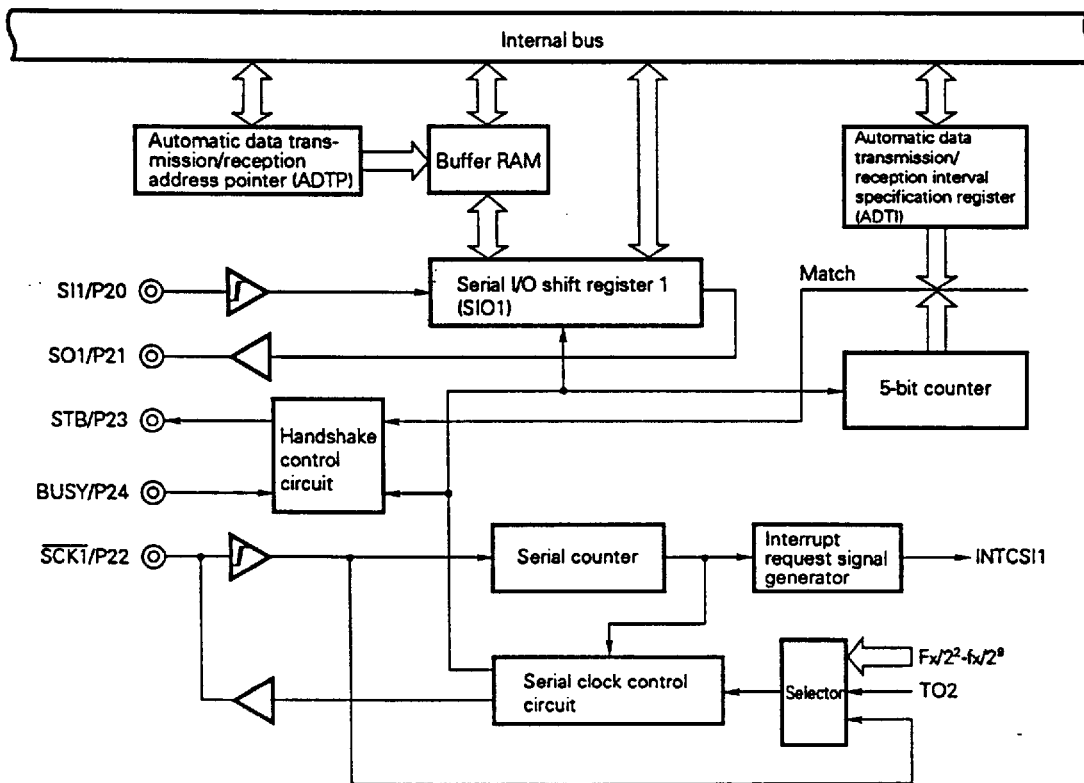 Internal bus
Automatic data trans-
mission/reception
address pointer (ADTP)
Buffer RAM
Automatic data
transmission/
reception interval
specification register
(ADTI)
Match
SI1/P20
Serial I/O shift register 1
(SIO1)
SO1/P21
5-bit counter
STB/P23
Handshake
control
circuit
BUSY/P24
S̅C̅K̅1̅/P22
Serial counter
Interrupt
request signal
generator
INTCSI1
Fx/2²-fx/2⁹
Serial clock control
circuit
Selector
TO2